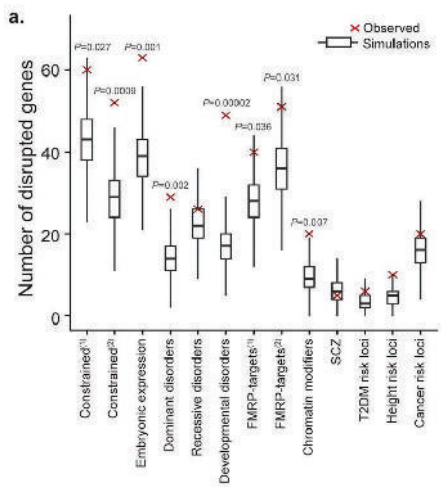 a.
× Observed
Simulations
Number of disrupted genes
60
40
20
0
P=0.027
P=0.0009
P=0.001
P=0.002
P=0.00002
P=0.036
P=0.031
P=0.007
Constrained(1)
Constrained(2)
Embryonic expression
Dominant disorders
Recessive disorders
Developmental disorders
FMRP-targets(1)
FMRP-targets(2)
Chromatin modifiers
SCZ
T2DM risk loci
Height risk loci
Cancer risk loci